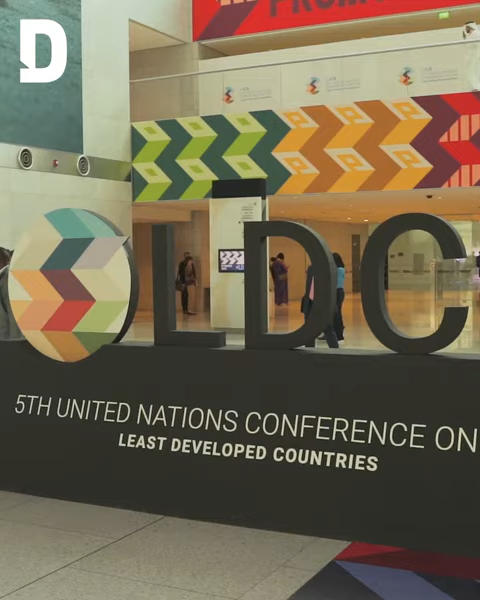 D
LDC
5TH UNITED NATIONS CONFERENCE ON
LEAST DEVELOPED COUNTRIES